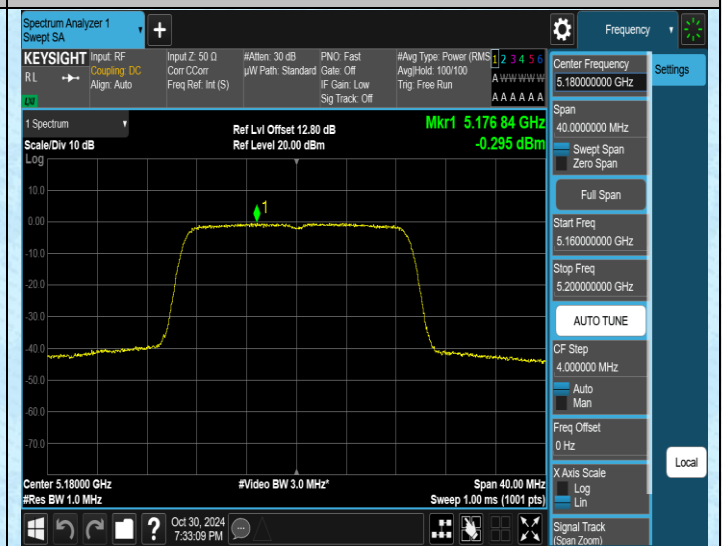 Spectrum Analyzer 1
Swept SA
Frequency
KEYSIGHT
RL
LXI
Input: RF
Coupling: DC
Align: Auto
Input Z: 50 Ω
Corr CCorr
Freq Ref: Int (S)
#Atten: 30 dB
µW Path: Standard
PNO: Fast
Gate: Off
IF Gain: Low
Sig Track: Off
#Avg Type: Power (RMS
Avg|Hold: 100/100
Trig: Free Run
1 2 3 4 5 6
A W W W W W
A A A A A A
1 Spectrum
Scale/Div 10 dB
Log
Ref Lvl Offset 12.80 dB
Ref Level 20.00 dBm
Mkr1 5.176 84 GHz
-0.295 dBm
1
10.0
0.00
-10.0
-20.0
-30.0
-40.0
-50.0
-60.0
-70.0
Center 5.18000 GHz
#Res BW 1.0 MHz
#Video BW 3.0 MHz*
Span 40.00 MHz
Sweep 1.00 ms (1001 pts)
?
Oct 30, 2024
7:33:09 PM
Center Frequency
5.180000000 GHz
Span
40.0000000 MHz
Swept Span
Zero Span
Full Span
Start Freq
5.160000000 GHz
Stop Freq
5.200000000 GHz
AUTO TUNE
CF Step
4.000000 MHz
Auto
Man
Freq Offset
0 Hz
X Axis Scale
Log
Lin
Signal Track
(Span Zoom)
Settings
Local